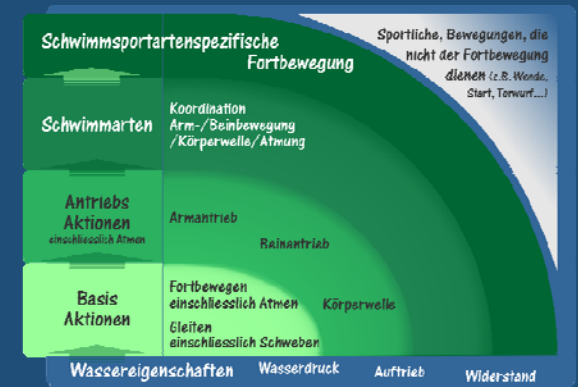 Schwimmsportartenspezifische
Fortbewegung
Sportliche, Bewegungen, die
nicht der Fortbewegung
dienen (z.B. Wende,
Start, Torwurf....)
Schwimmarten
Koordination
Arm-/Beinbewegung
/Körperwelle/Atmung
Antriebs
Aktionen
einschliesslich Atmen
Armantrieb
Beinantrieb
Basis
Aktionen
Fortbewegen
einschliesslich Atmen
Körperwelle
Gleiten
einschliesslich Schweben
Wassereigenschaften
Wasserdruck
Auftrieb
Widerstand